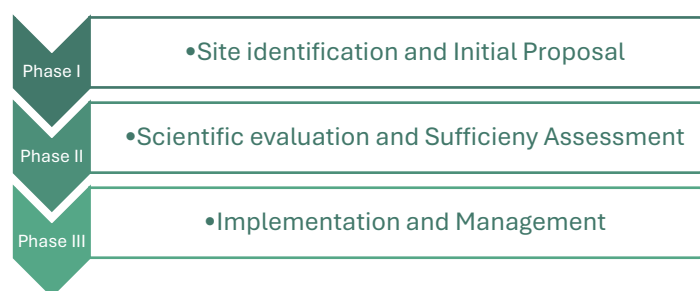 Phase I
•Site identification and Initial Proposal
Phase II
•Scientific evaluation and Sufficieny Assessment
Phase III
•Implementation and Management